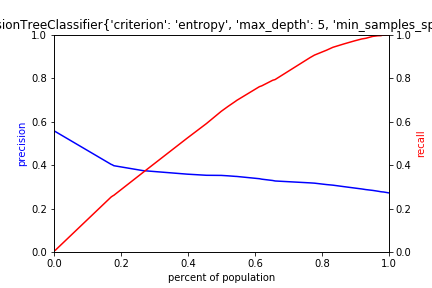 sionTreeClassifier{'criterion': 'entropy', 'max_depth': 5, 'min_samples_sp
1.0
0.8
0.6
0.4
0.2
0.0
precision
1.0
0.8
0.6
0.4
0.2
0.0
recall
0.0 0.2 0.4 0.6 0.8 1.0
percent of population